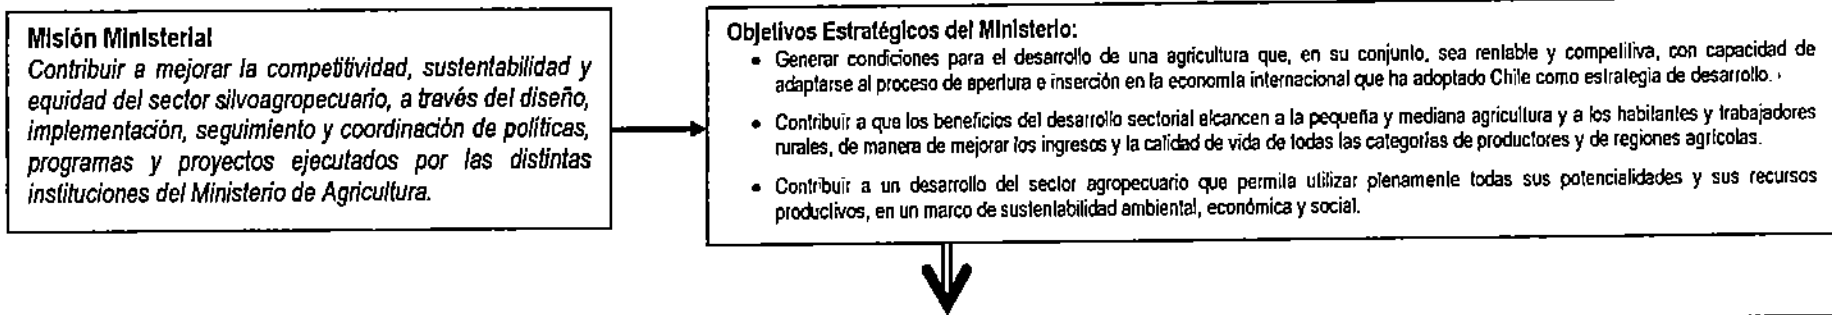 Misión Ministerial
Contribuir a mejorar la competitividad, sustentabilidad y
equidad del sector silvoagropecuario, a través del diseño,
implementación, seguimiento y coordinación de políticas,
programas y proyectos ejecutados por las distintas
instituciones del Ministerio de Agricultura.
Objetivos Estratégicos del Ministerio:
• Generar condiciones para el desarrollo de una agricultura que, en su conjunto, sea rentable y competitiva, con capacidad de
adaptarse al proceso de apertura e inserción en la economía internacional que ha adoptado Chile como estrategia de desarrollo.
• Contribuir a que los beneficios del desarrollo sectorial alcancen a la pequeña y mediana agricultura y a los habitantes y trabajadores
rurales, de manera de mejorar los ingresos y la calidad de vida de todas las categorías de productores y de regiones agrícolas.
• Contribuir a un desarrollo del sector agropecuario que permita utilizar plenamente todas sus potencialidades y sus recursos
productivos, en un marco de sustentabilidad ambiental, económica y social.